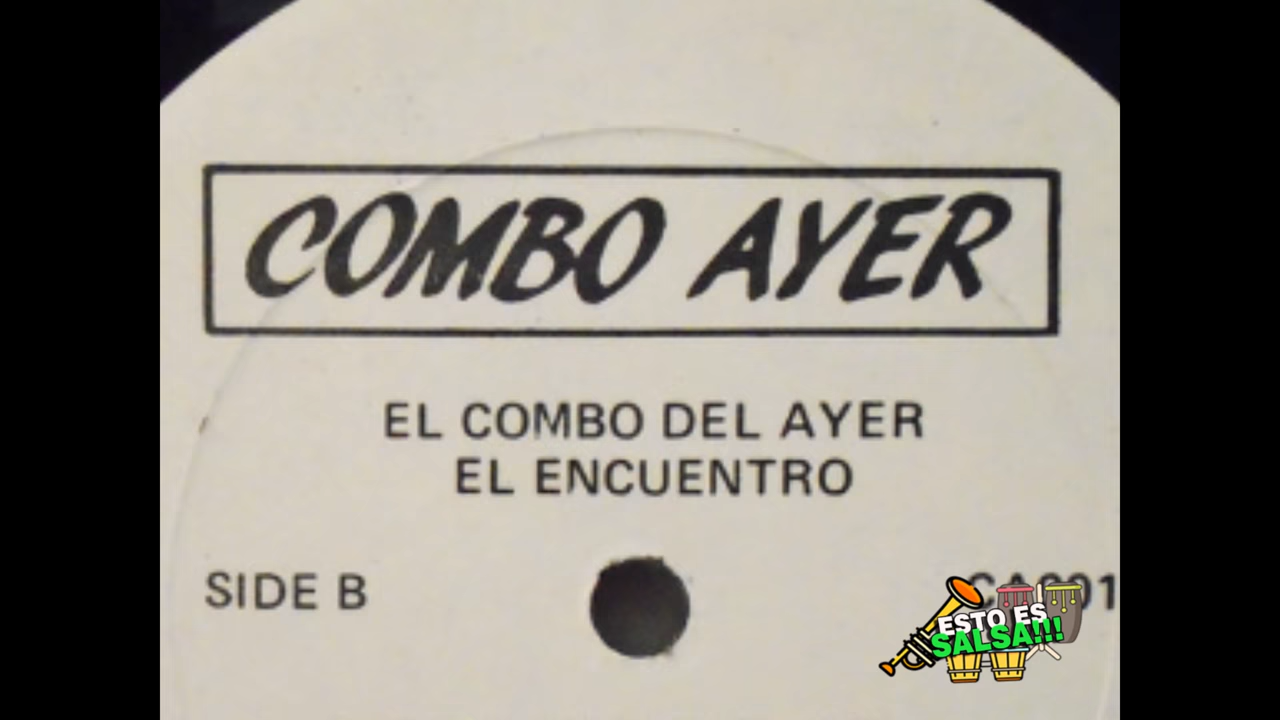 COMBO AYER
EL COMBO DEL AYER
EL ENCUENTRO
SIDE B
ESTO ES
SALSA!!!